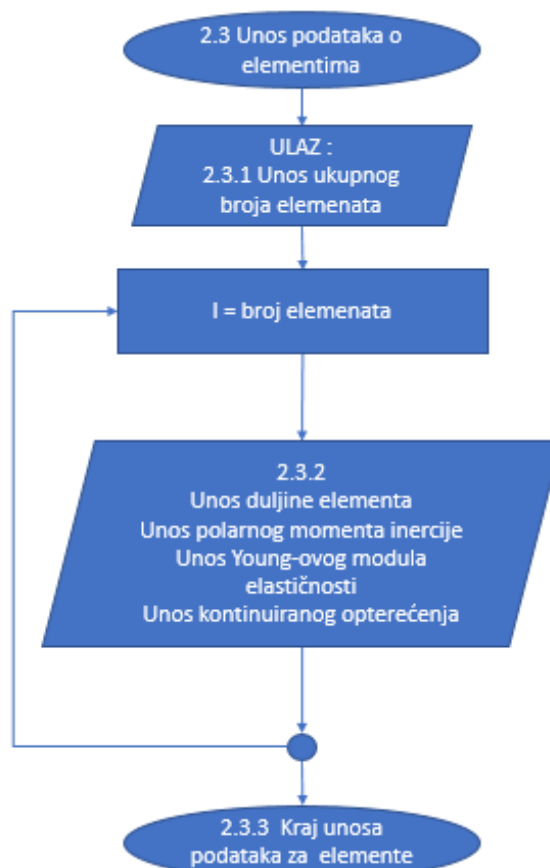 2.3 Unos podataka o
elementima
ULAZ :
2.3.1 Unos ukupnog
broja elemenata
I = broj elemenata
2.3.2
Unos duljine elementa
Unos polarnog momenta inercije
Unos Young-ovog modula
elastičnosti
Unos kontinuiranog opterećenja
2.3.3 Kraj unosa
podataka za elemente